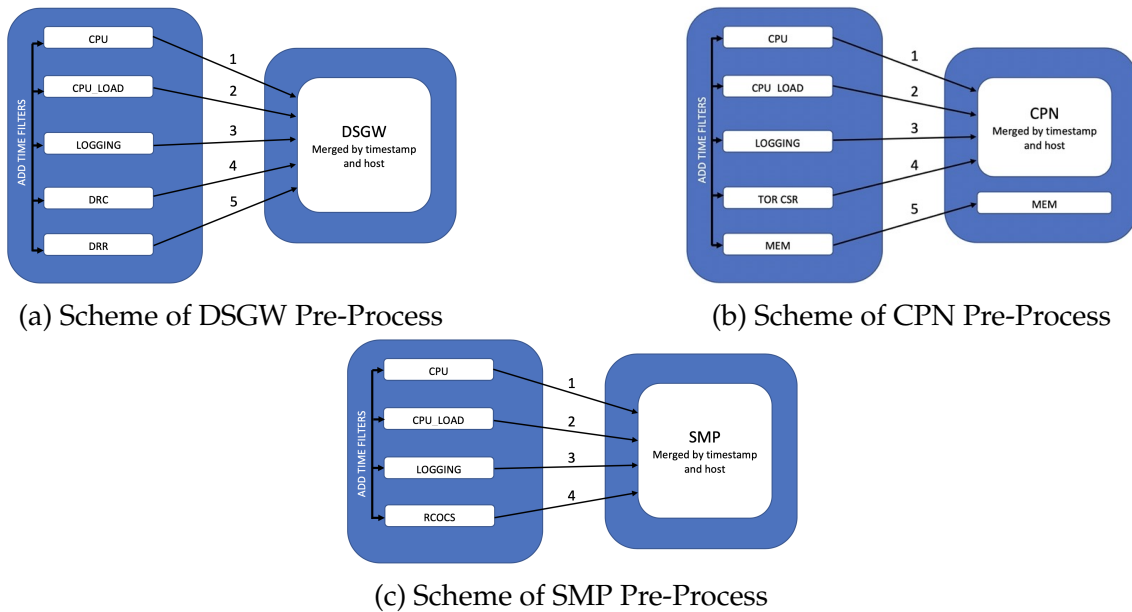 ADD TIME FILTERS
CPU
CPU_LOAD
LOGGING
DRC
DRR
1
2
3
4
5
DSGW
Merged by timestamp
and host
(a) Scheme of DSGW Pre-Process
ADD TIME FILTERS
CPU
CPU LOAD
LOGGING
TOR CSR
MEM
1
2
3
4
5
CPN
Merged by timestamp
and host
MEM
(b) Scheme of CPN Pre-Process
ADD TIME FILTERS
CPU
CPU_LOAD
LOGGING
RCOCS
1
2
3
4
SMP
Merged by timestamp
and host
(c) Scheme of SMP Pre-Process